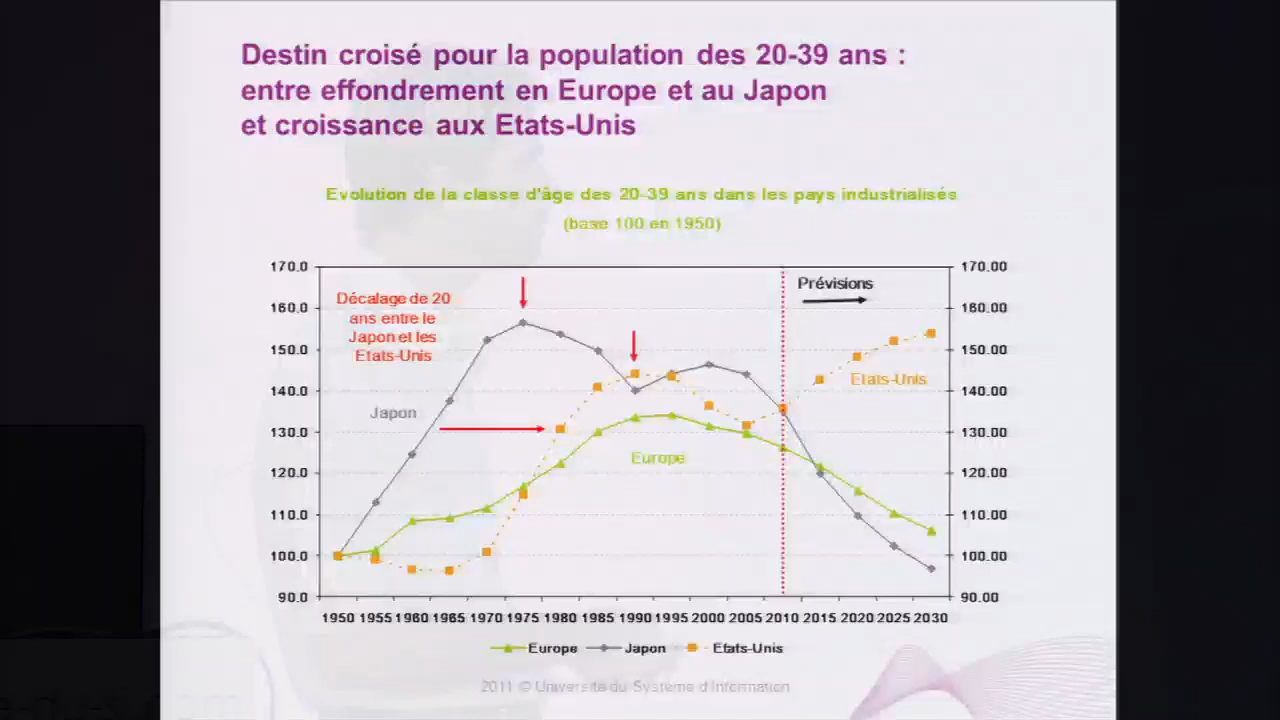 Destin croisé pour la population des 20-39 ans :
entre effondrement en Europe et au Japon
et croissance aux Etats-Unis
Evolution de la classe d'âge des 20-39 ans dans les pays industrialisés
(base 100 en 1950)
170.0
160.0
150.0
140.0
130.0
120.0
110.0
100.0
90.0
Décalage de 20
ans entre le
Japon et les
Etats-Unis
Japon
Europe
Prévisions
Etats-Unis
170.00
160.00
150.00
140.00
130.00
120.00
110.00
100.00
90.00
1950 1955 1960 1965 1970 1975 1980 1985 1990 1995 2000 2005 2010 2015 2020 2025 2030
Europe Japon Etats-Unis
2011 © Université du Système d'Information